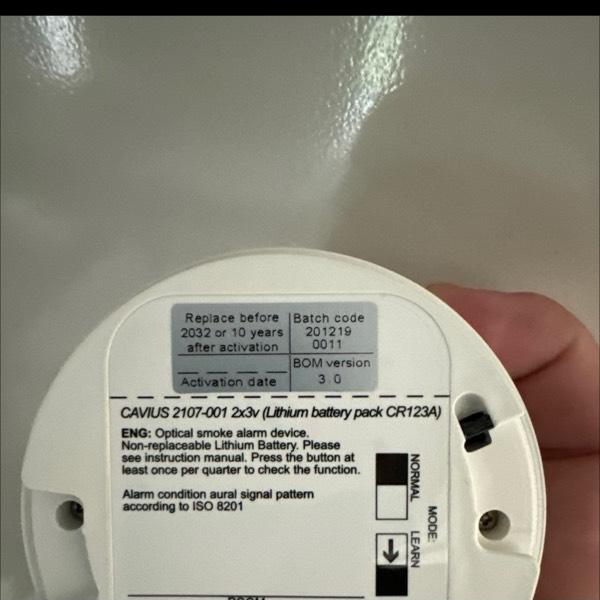 Replace before
2032 or 10 years
after activation
Activation date
Batch code
201219
0011
BOM version
3.0
CAVIUS 2107-001 2x3v (Lithium battery pack CR123A)
ENG: Optical smoke alarm device.
Non-replaceable Lithium Battery. Please
see instruction manual. Press the button at
least once per quarter to check the function.
Alarm condition aural signal pattern
according to ISO 8201
NORMAL
MODE:
LEARN